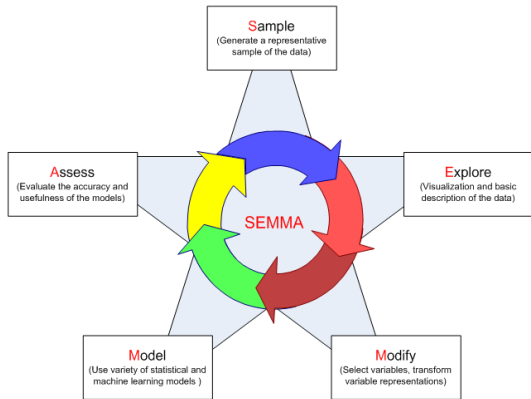 Sample
(Generate a representative
sample of the data)
Assess
(Evaluate the accuracy and
usefulness of the models)
Explore
(Visualization and basic
description of the data)
SEMMA
Model
(Use variety of statistical and
machine learning models )
Modify
(Select variables, transform
variable representations)